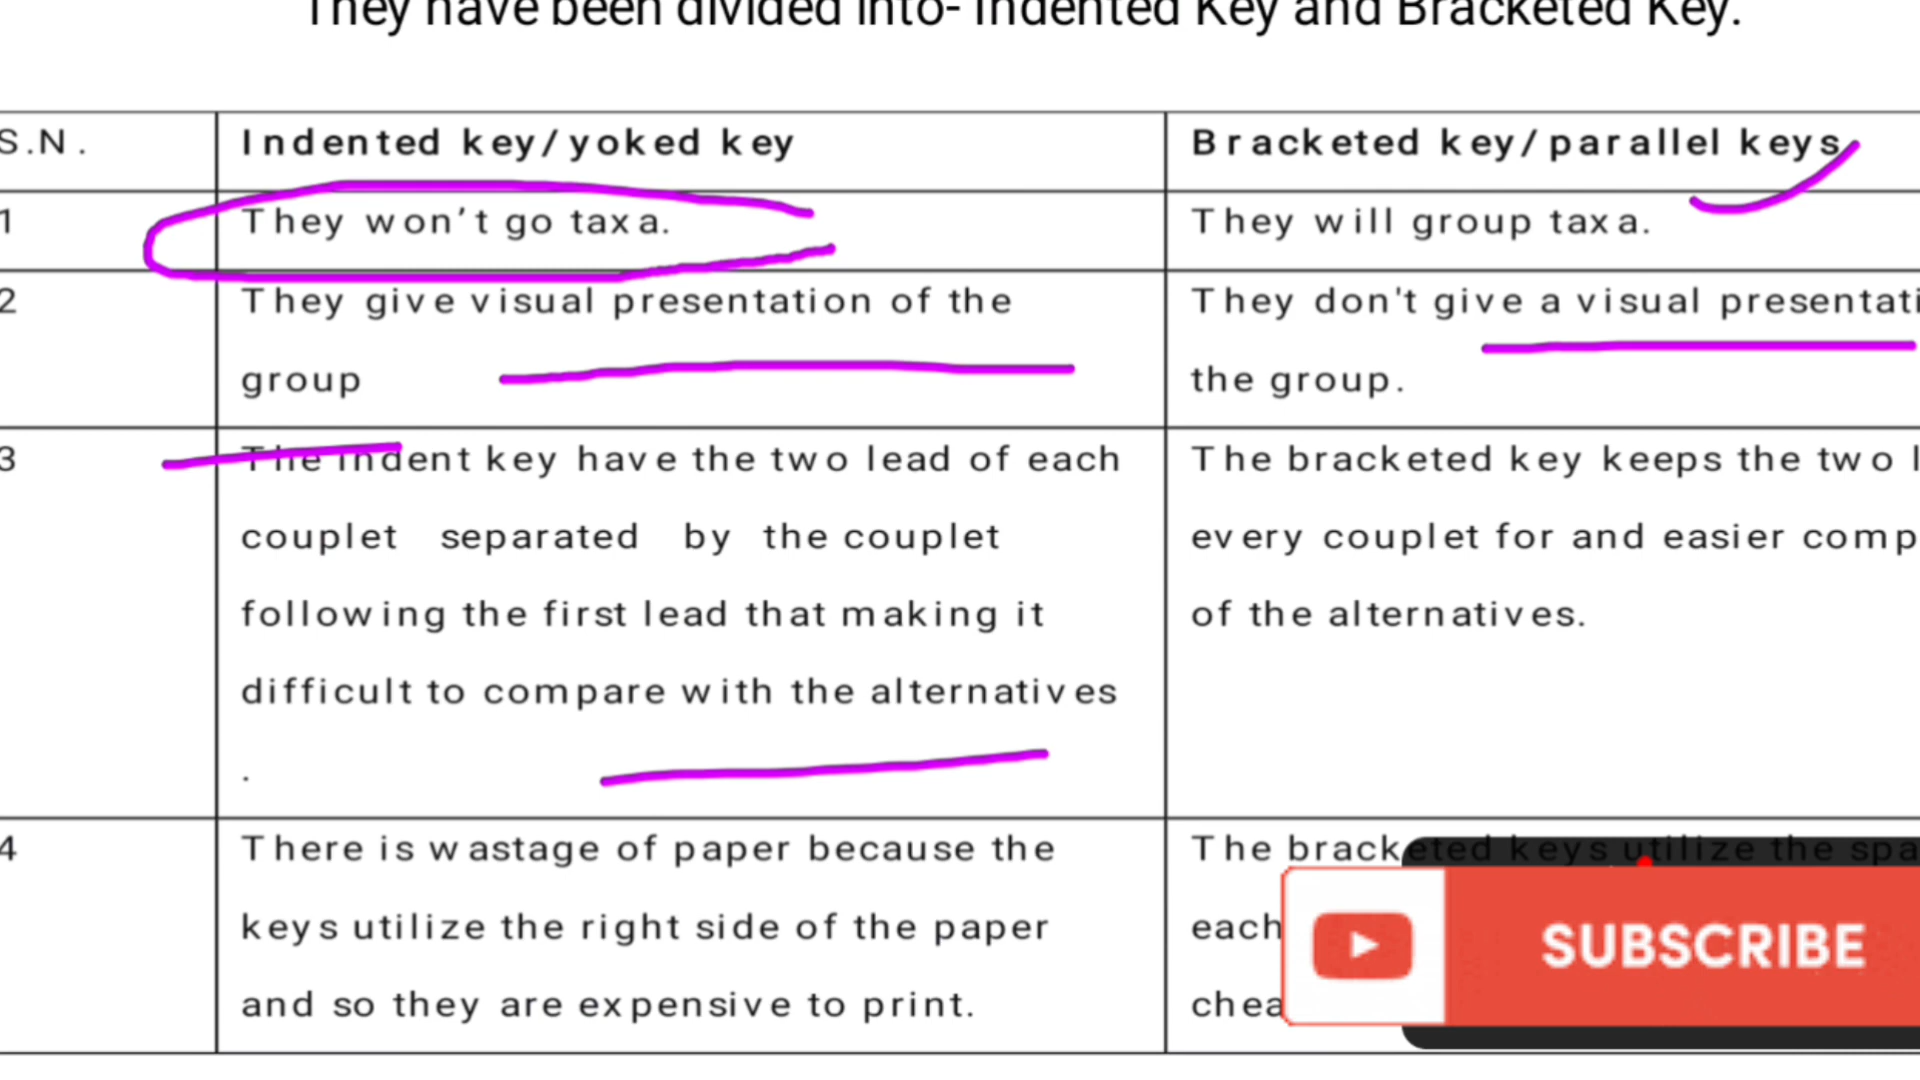 They have been divided into- Indented Key and Bracketed Key.
S.N. Indented key/yoked key Bracketed key/parallel keys
1 They won't go taxa. They will group taxa.
2 They give visual presentation of the They don't give a visual
group the group.
3 The indent key have the two lead of each The bracketed key keeps the two
couplet separated by the couplet every couplet for and easier
following the first lead that making it of the alternatives.
difficult to compare with the alternatives
.
4 There is wastage of paper because the The bracketed keys utilize the
keys utilize the right side of the paper each
and so they are expensive to print.
SUBSCRIBE